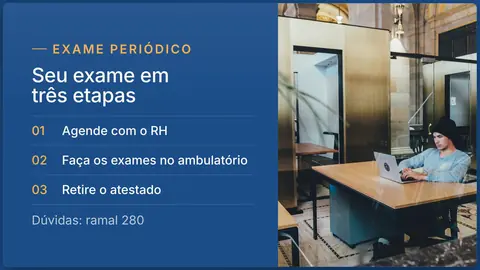 EXAME PERIÓDICO
Seu exame em
três etapas
01 Agende com o RH
02 Faça os exames no ambulatório
03 Retire o atestado
Dúvidas: ramal 280